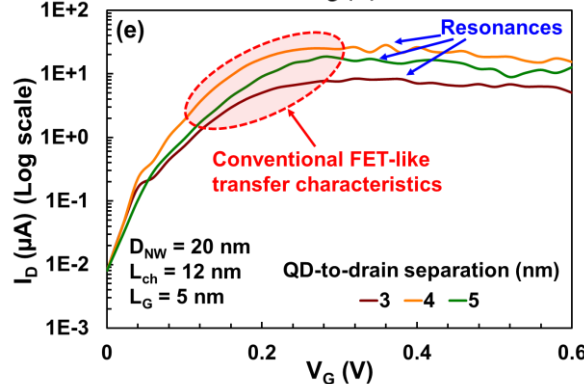 (e)
Resonances
Conventional FET-like
transfer characteristics
D_NW = 20 nm
L_ch = 12 nm
L_G = 5 nm
QD-to-drain separation (nm)
3 4 5
I_D (µA) (Log scale)
1E+2
1E+1
1E+0
1E-1
1E-2
1E-3
0 0.2 0.4 0.6
V_G (V)